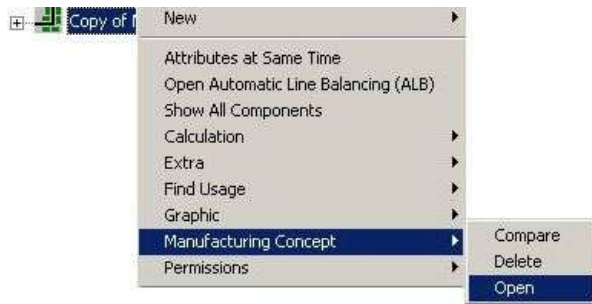 Copy of
New
Attributes at Same Time
Open Automatic Line Balancing (ALB)
Show All Components
Calculation
Extra
Find Usage
Graphic
Manufacturing Concept
Permissions
Compare
Delete
Open